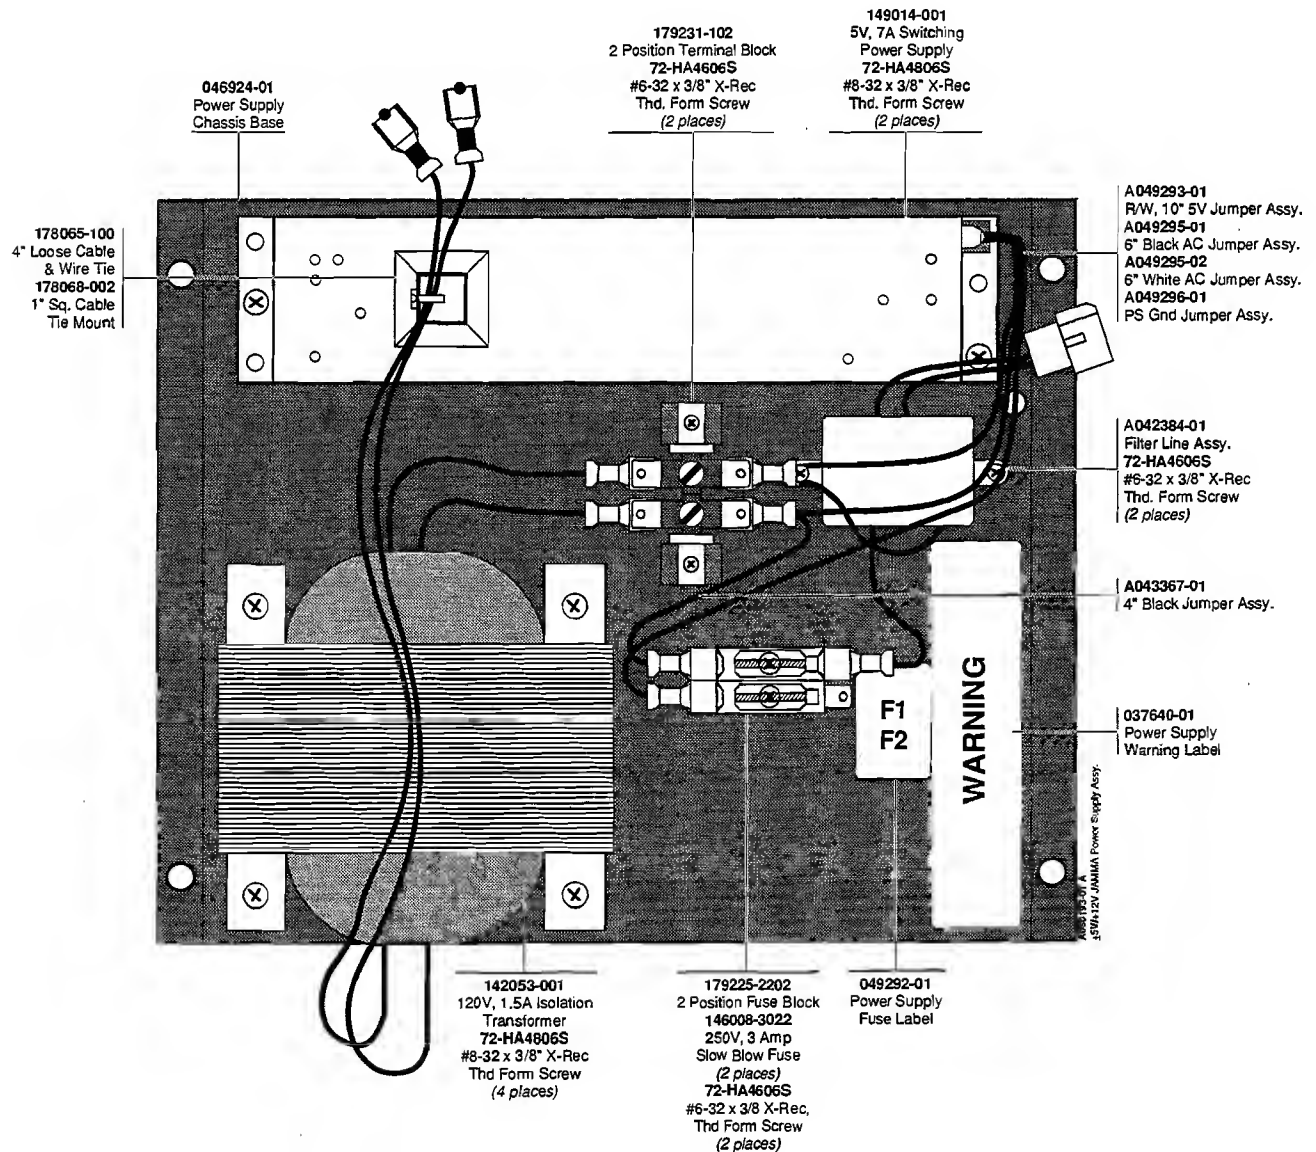 179231-102
2 Position Terminal Block
72-HA4606S
#6-32 x 3/8" X-Rec
Thd. Form Screw
(2 places)
149014-001
5V, 7A Switching
Power Supply
72-HA4806S
#8-32 x 3/8" X-Rec
Thd. Form Screw
(2 places)
046924-01
Power Supply
Chassis Base
178065-100
4" Loose Cable
& Wire Tie
178068-002
1" Sq. Cable
Tie Mount
A049293-01
R/W, 10" 5V Jumper Assy.
A049295-01
6" Black AC Jumper Assy.
A049295-02
6" White AC Jumper Assy.
A049296-01
PS Gnd Jumper Assy.
A042384-01
Filter Line Assy.
72-HA4606S
#6-32 x 3/8" X-Rec
Thd. Form Screw
(2 places)
A043367-01
4" Black Jumper Assy.
F1
F2
WARNING
037640-01
Power Supply
Warning Label
±5V/+12V JAMMA Power Supply Assy.
142053-001
120V, 1.5A Isolation
Transformer
72-HA4806S
#8-32 x 3/8" X-Rec
Thd Form Screw
(4 places)
179225-2202
2 Position Fuse Block
146008-3022
250V, 3 Amp
Slow Blow Fuse
(2 places)
72-HA4606S
#6-32 x 3/8 X-Rec,
Thd Form Screw
(2 places)
049292-01
Power Supply
Fuse Label